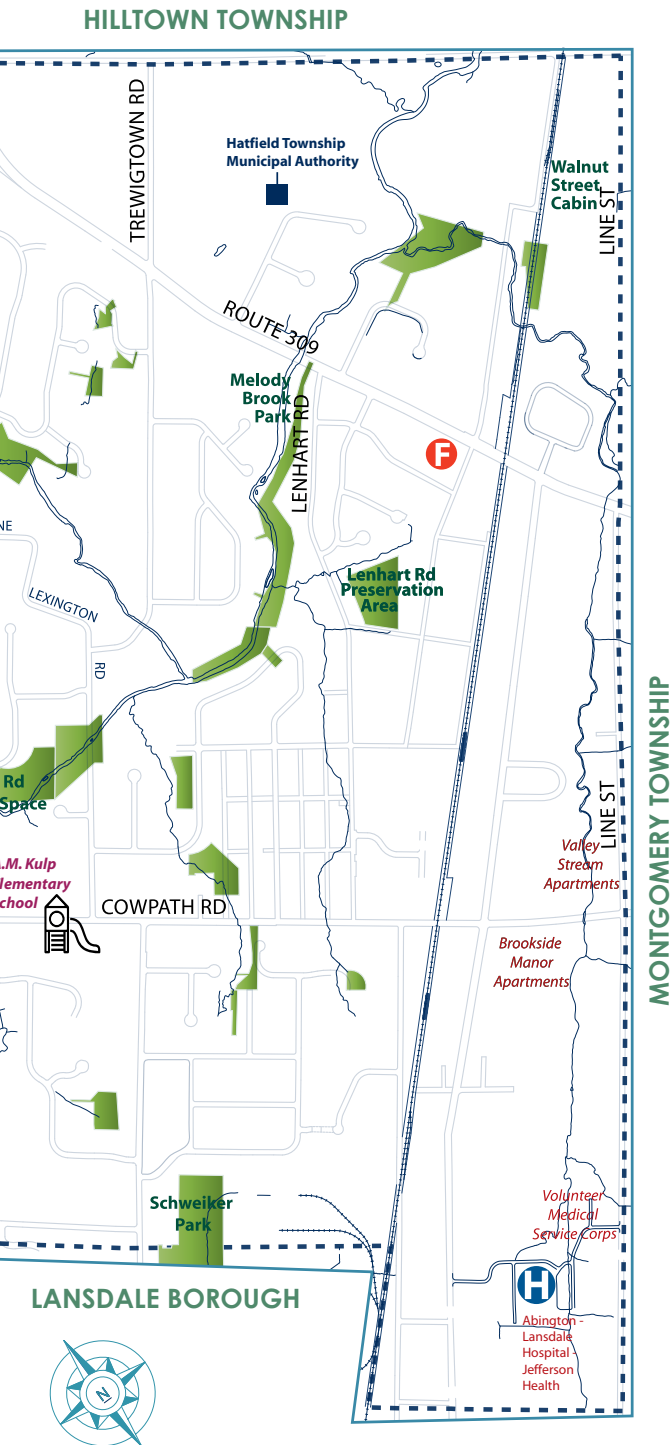 HILLTOWN TOWNSHIP
TREWIGTOWN RD
Hatfield Township
Municipal Authority
Walnut
Street
Cabin
LINE ST
ROUTE 309
Melody
Brook
Park
LENHART RD
F
NE
LEXINGTON
RD
Lenhart Rd
Preservation
Area
MONTGOMERY TOWNSHIP
Rd
Space
LINE ST
Valley
Stream
Apartments
A.M. Kulp
lementary
chool
COWPATH RD
Brookside
Manor
Apartments
Schweiker
Park
Volunteer
Medical
Service Corps
H
LANSDALE BOROUGH
Abington -
Lansdale
Hospital -
Jefferson
Health
N